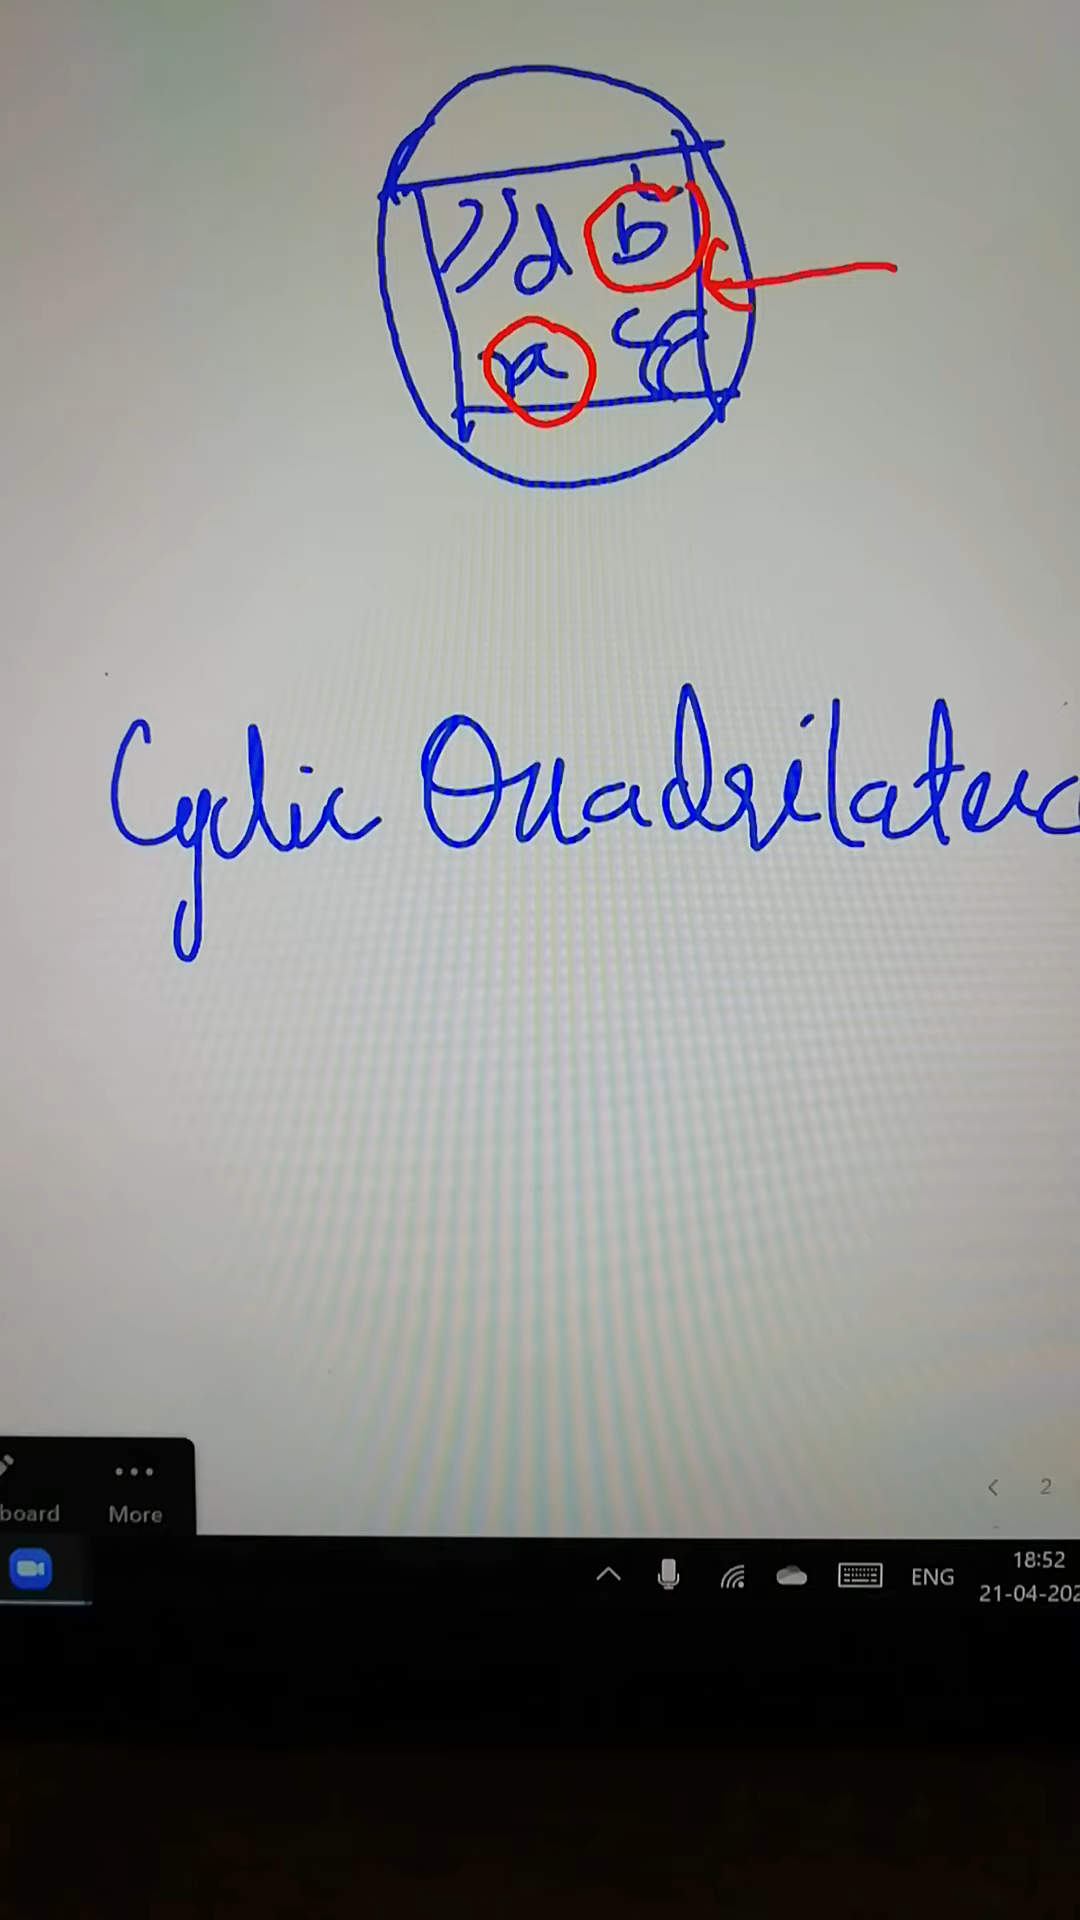 d b
a
Cyclic Quadrilatera
board More
< 2
ENG 18:52
21-04-202